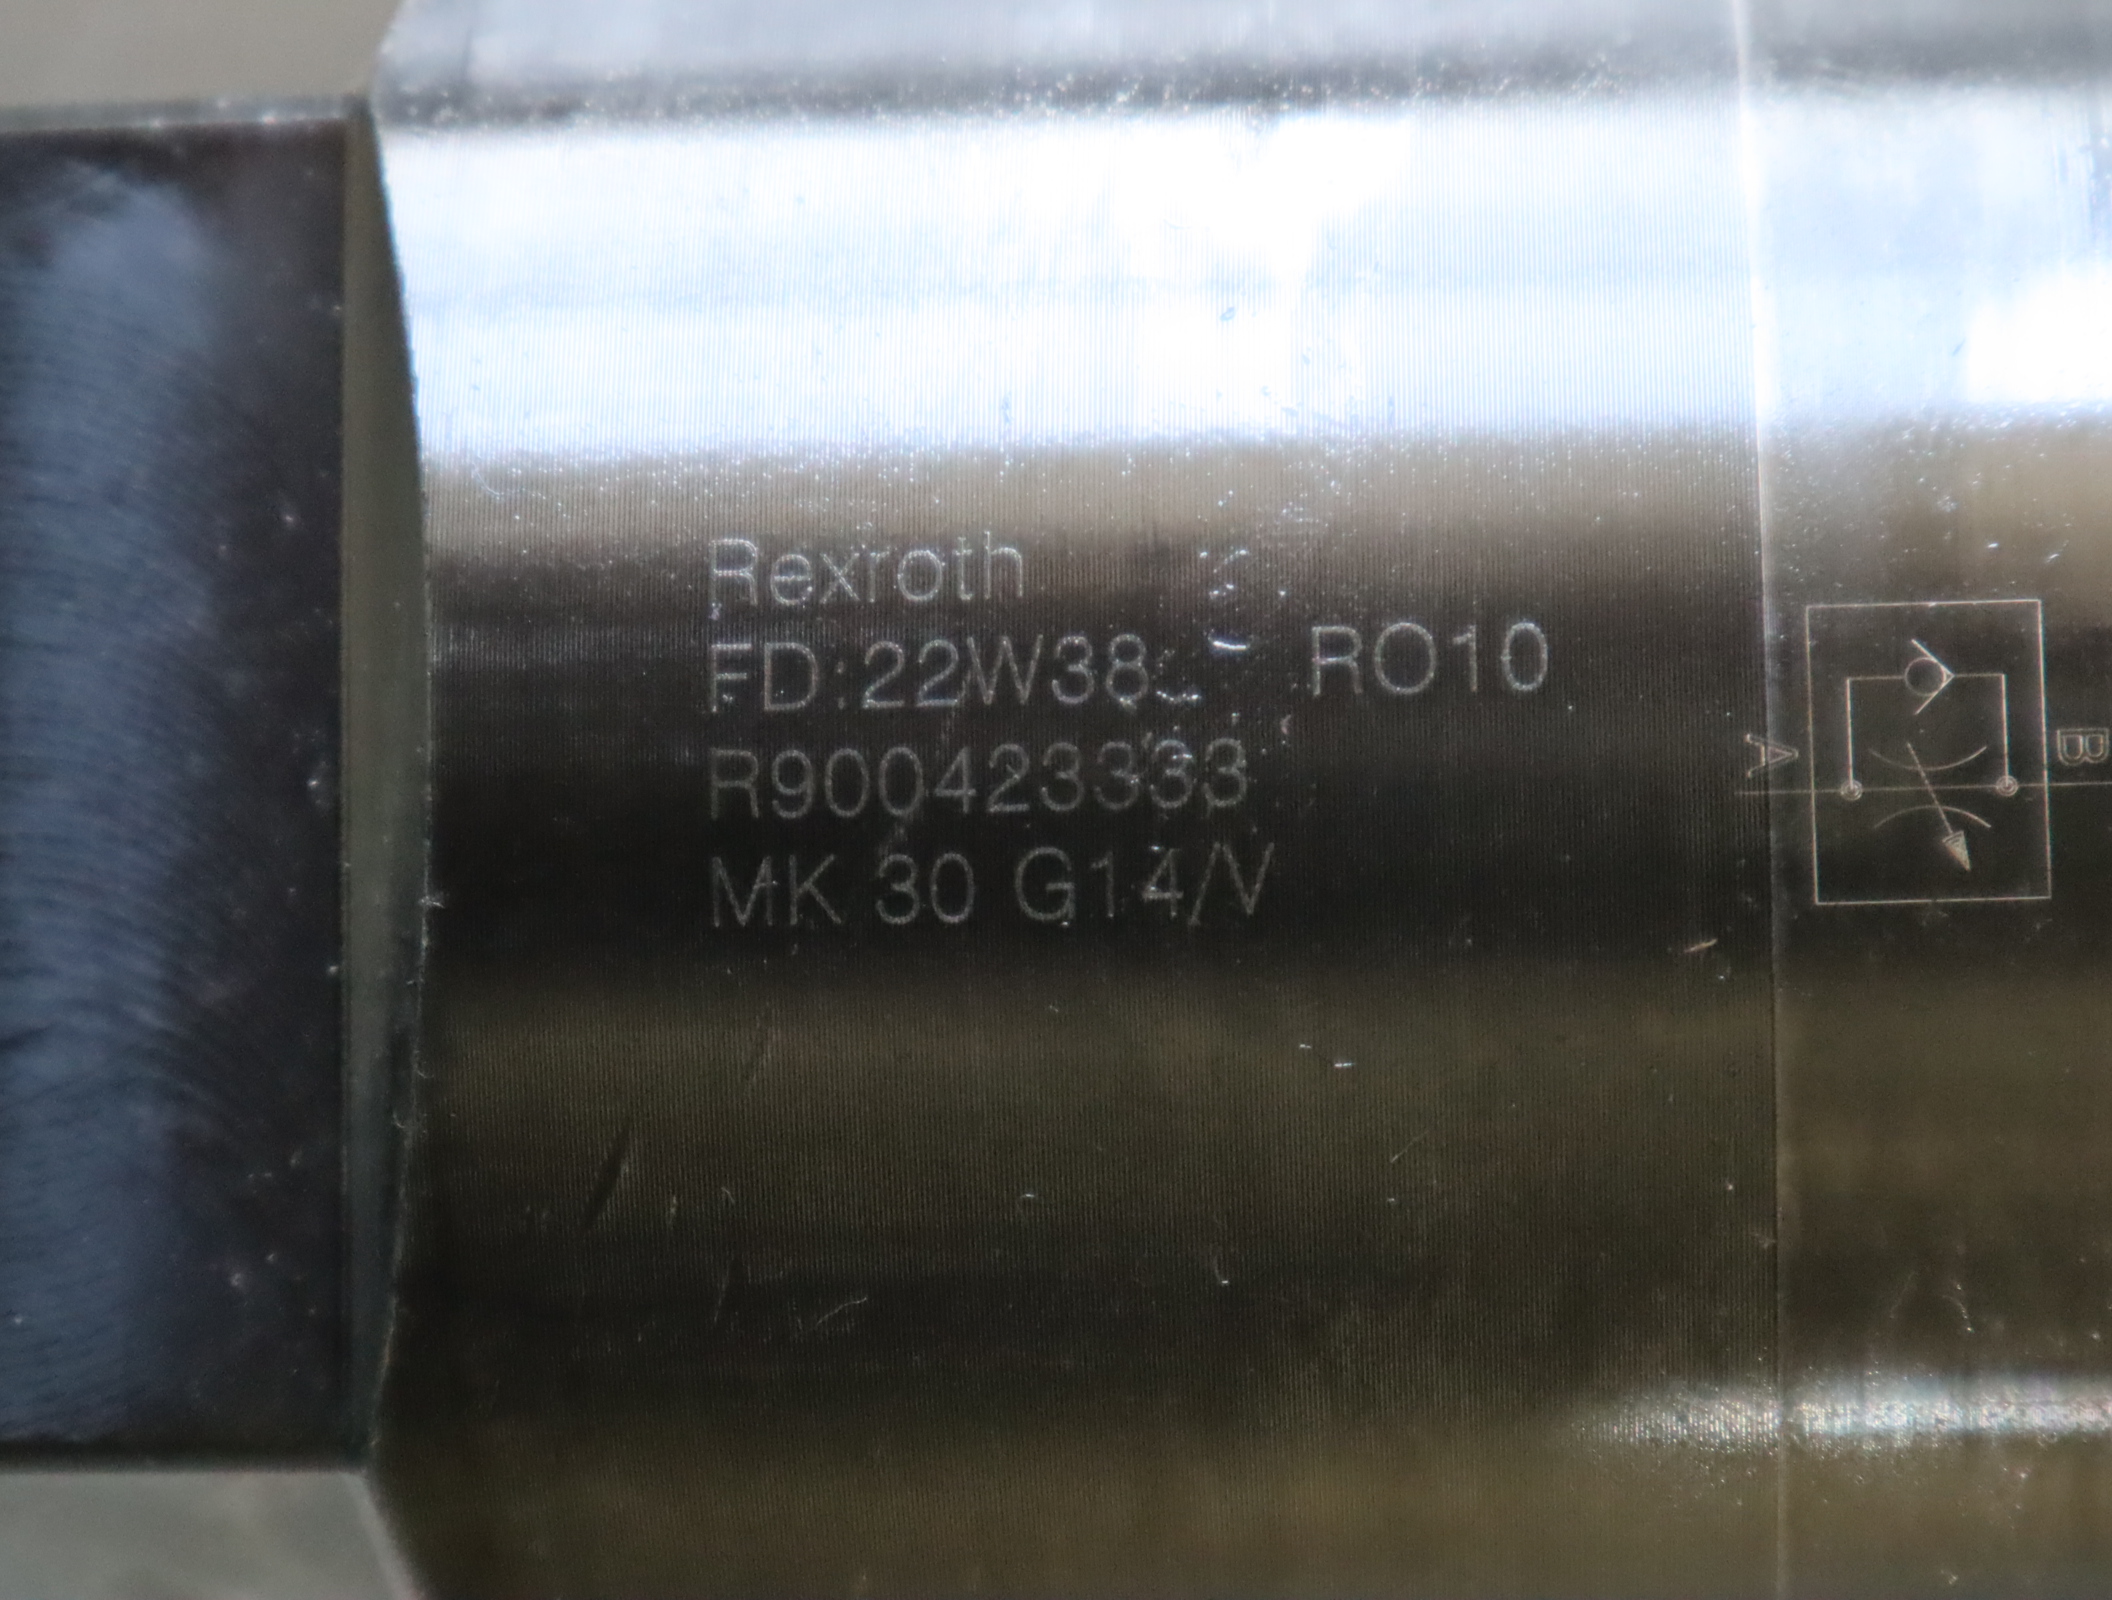 Rexroth
FD:22W38 RO10
R900423333
MK 30 G14/V
A
B